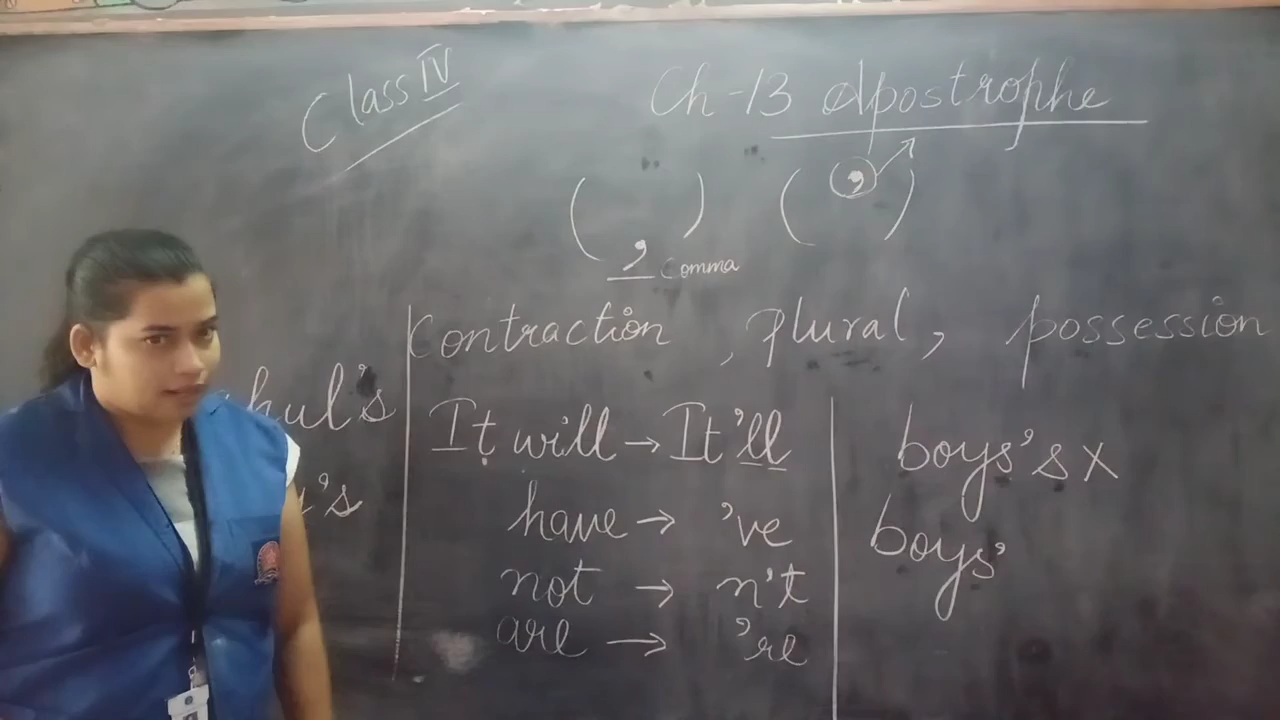 Class IV
Ch-13 Apostrophe
( , ) ( ’ )
comma
Contraction, plural, possession
It will → It'll
have → 've
not → n't
are → 're
boys's X
boys'